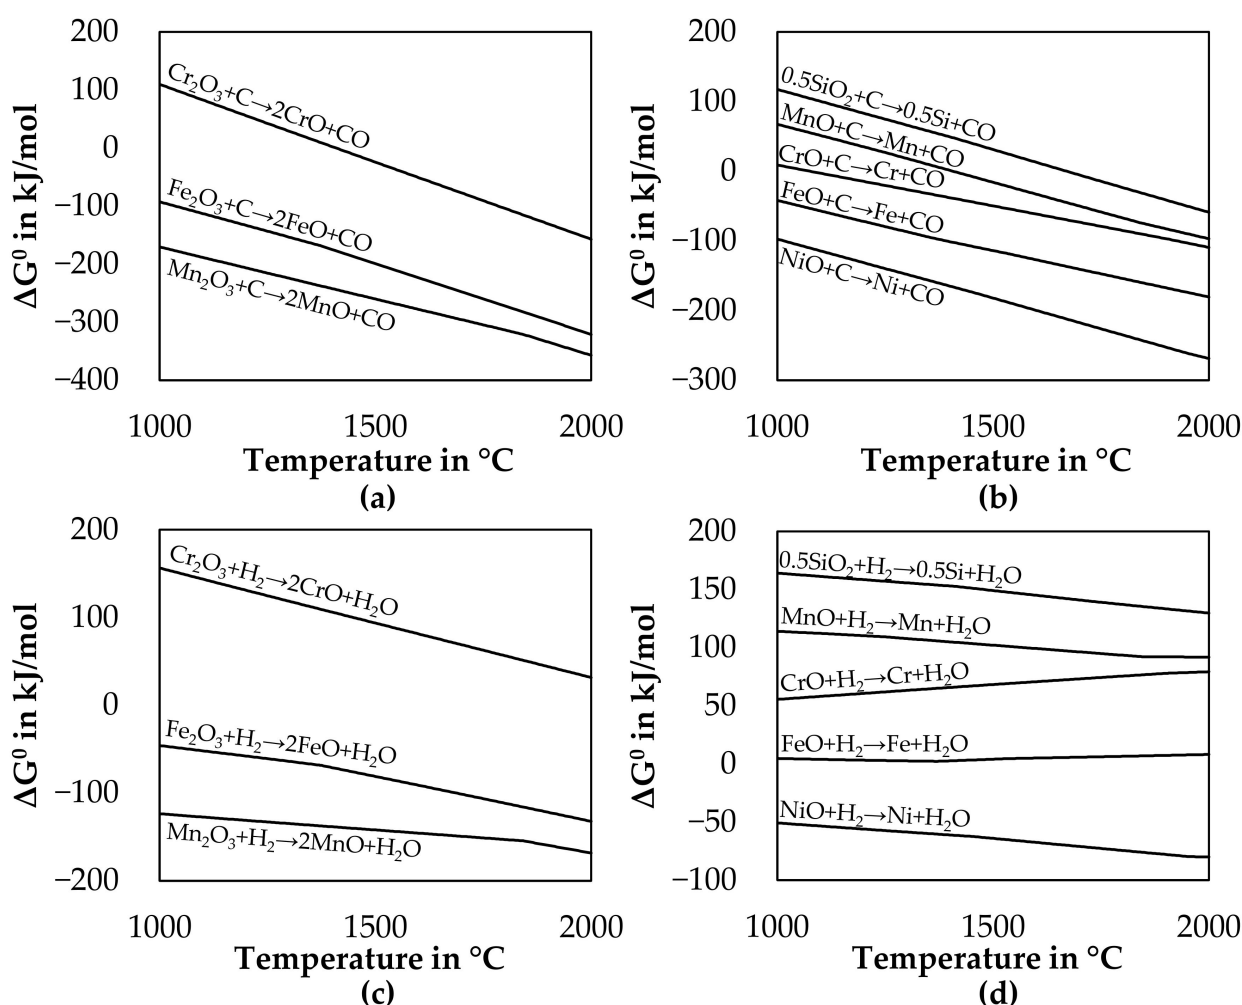 200
100
0
−100
−200
−300
−400
ΔG⁰ in kJ/mol
Cr₂O₃+C→2CrO+CO
Fe₂O₃+C→2FeO+CO
Mn₂O₃+C→2MnO+CO
1000 1500 2000
Temperature in °C
(a)
200
100
0
−100
−200
−300
ΔG⁰ in kJ/mol
0.5SiO₂+C→0.5Si+CO
MnO+C→Mn+CO
CrO+C→Cr+CO
FeO+C→Fe+CO
NiO+C→Ni+CO
1000 1500 2000
Temperature in °C
(b)
200
100
0
−100
−200
ΔG⁰ in kJ/mol
Cr₂O₃+H₂→2CrO+H₂O
Fe₂O₃+H₂→2FeO+H₂O
Mn₂O₃+H₂→2MnO+H₂O
1000 1500 2000
Temperature in °C
(c)
200
150
100
50
0
−50
−100
ΔG⁰ in kJ/mol
0.5SiO₂+H₂→0.5Si+H₂O
MnO+H₂→Mn+H₂O
CrO+H₂→Cr+H₂O
FeO+H₂→Fe+H₂O
NiO+H₂→Ni+H₂O
1000 1500 2000
Temperature in °C
(d)